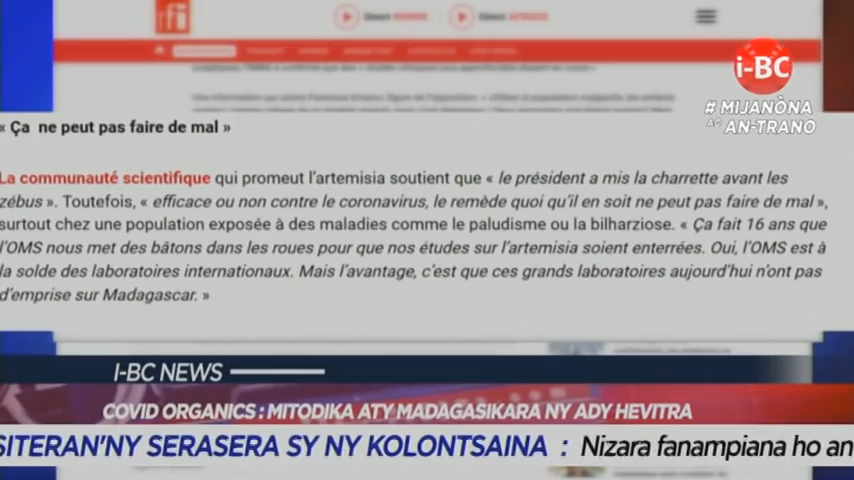 rfi
i-BC
# MIJANÒNA
AO AN-TRANO
« Ça ne peut pas faire de mal »
La communauté scientifique qui promeut l'artemisia soutient que « le président a mis la charrette avant les
zébus ». Toutefois, « efficace ou non contre le coronavirus, le remède quoi qu'il en soit ne peut pas faire de mal »,
surtout chez une population exposée à des maladies comme le paludisme ou la bilharziose. « Ça fait 16 ans que
l'OMS nous met des bâtons dans les roues pour que nos études sur l'artemisia soient enterrées. Oui, l'OMS est à
la solde des laboratoires internationaux. Mais l'avantage, c'est que ces grands laboratoires aujourd'hui n'ont pas
d'emprise sur Madagascar. »
I-BC NEWS
COVID ORGANICS : MITODIKA ATY MADAGASIKARA NY ADY HEVITRA
SITERAN'NY SERASERA SY NY KOLONTSAINA : Nizara fanampiana ho an